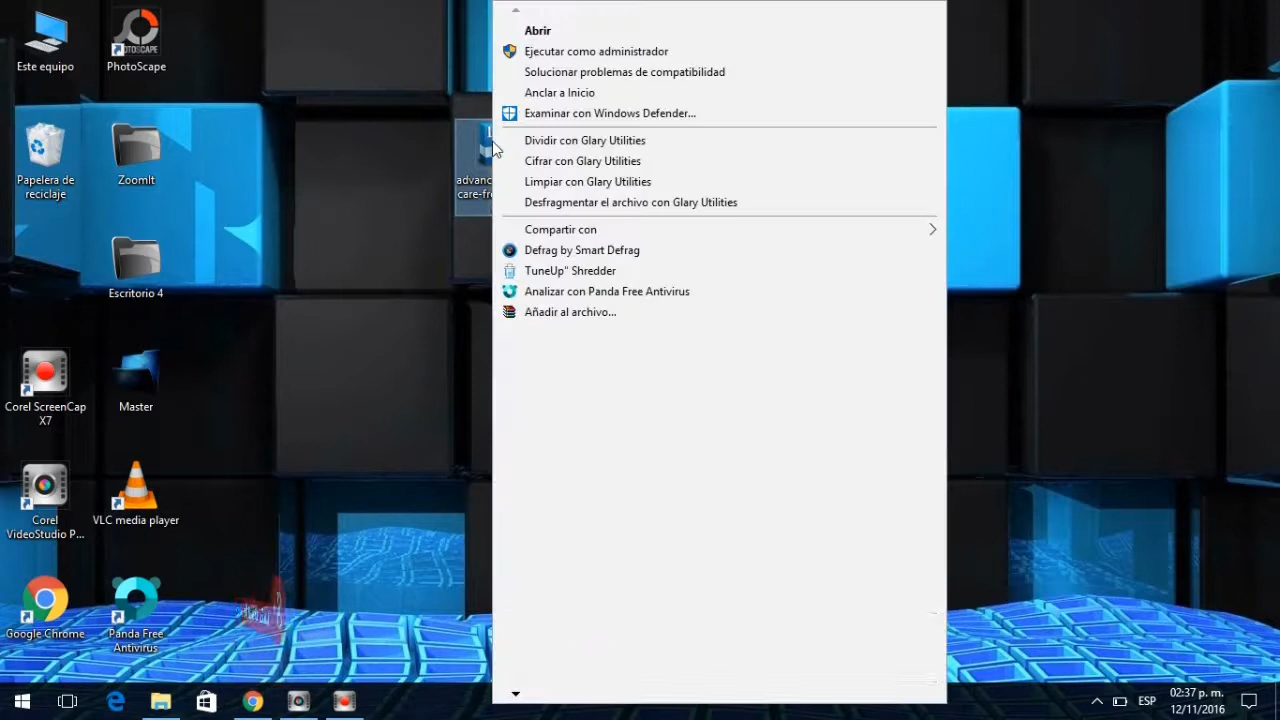 Este equipo
PHOTOSCAPE
PhotoScape
Papelera de
reciclaje
ZoomIt
Escritorio 4
Corel ScreenCap
X7
Master
Corel
VideoStudio P...
VLC media player
Google Chrome
Panda Free
Antivirus
advanc
care-fr
Abrir
Ejecutar como administrador
Solucionar problemas de compatibilidad
Anclar a Inicio
Examinar con Windows Defender...
Dividir con Glary Utilities
Cifrar con Glary Utilities
Limpiar con Glary Utilities
Desfragmentar el archivo con Glary Utilities
Compartir con
Defrag by Smart Defrag
TuneUp" Shredder
Analizar con Panda Free Antivirus
Añadir al archivo...
ESP
02:37 p. m.
12/11/2016